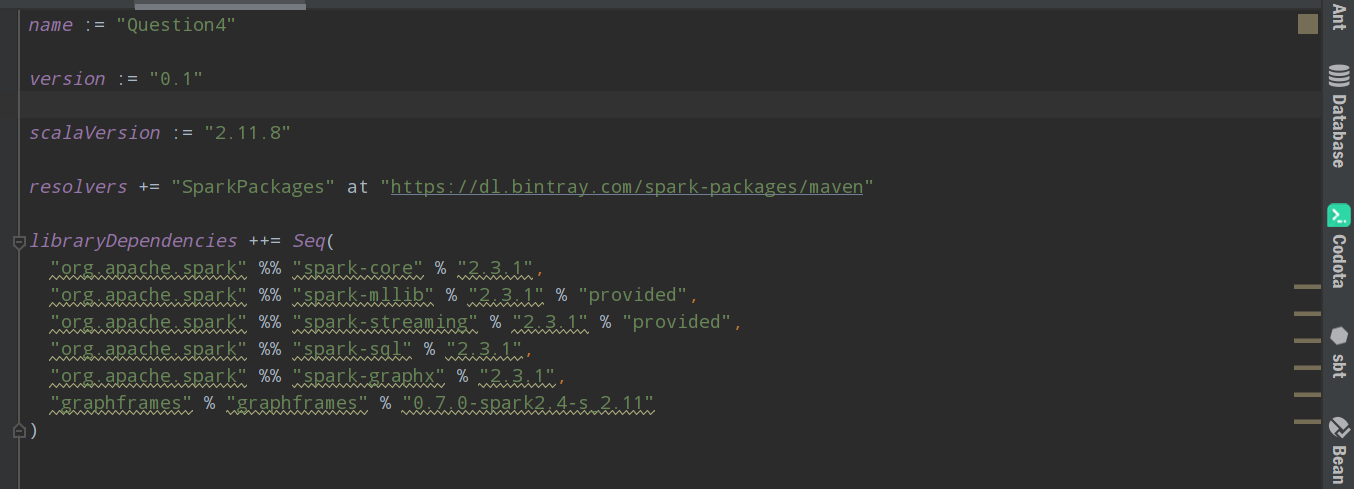 name := "Question4"
version := "0.1"
scalaVersion := "2.11.8"
resolvers += "SparkPackages" at "https://dl.bintray.com/spark-packages/maven"
libraryDependencies ++= Seq(
"org.apache.spark" %% "spark-core" % "2.3.1",
"org.apache.spark" %% "spark-mllib" % "2.3.1" % "provided",
"org.apache.spark" %% "spark-streaming" % "2.3.1" % "provided",
"org.apache.spark" %% "spark-sql" % "2.3.1",
"org.apache.spark" %% "spark-graphx" % "2.3.1",
"graphframes" % "graphframes" % "0.7.0-spark2.4-s_2.11"
)
Ant
Database
Codota
sbt
Bean